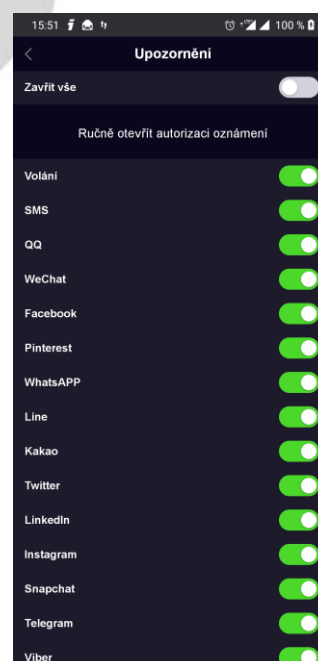 15:51 100 %
Upozornění
Zavřít vše
Ručně otevřít autorizaci oznámení
Volání
SMS
QQ
WeChat
Facebook
Pinterest
WhatsAPP
Line
Kakao
Twitter
LinkedIn
Instagram
Snapchat
Telegram
Viber